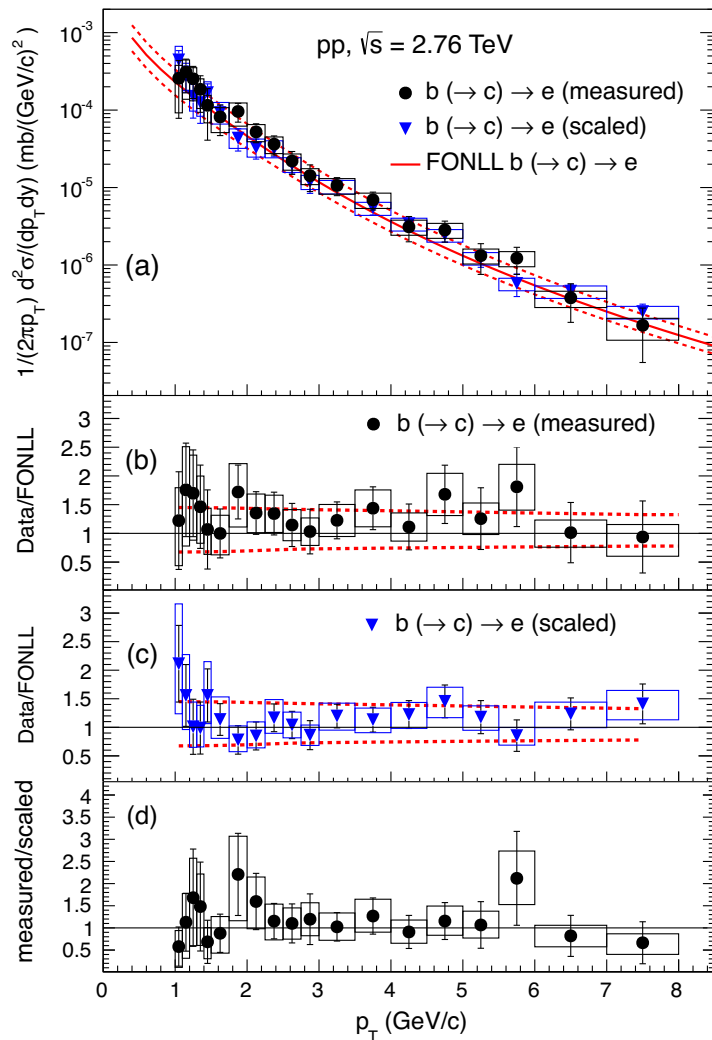 1/(2πp_T) d²σ/(dp_Tdy) (mb/(GeV/c)²)
10⁻³
10⁻⁴
10⁻⁵
10⁻⁶
10⁻⁷
pp, √s = 2.76 TeV
b (→ c) → e (measured)
b (→ c) → e (scaled)
FONLL b (→ c) → e
(a)
Data/FONLL
3
2.5
2
1.5
1
0.5
(b)
b (→ c) → e (measured)
Data/FONLL
3
2.5
2
1.5
1
0.5
(c)
b (→ c) → e (scaled)
measured/scaled
4
3.5
3
2.5
2
1.5
1
0.5
(d)
0 1 2 3 4 5 6 7 8
p_T (GeV/c)